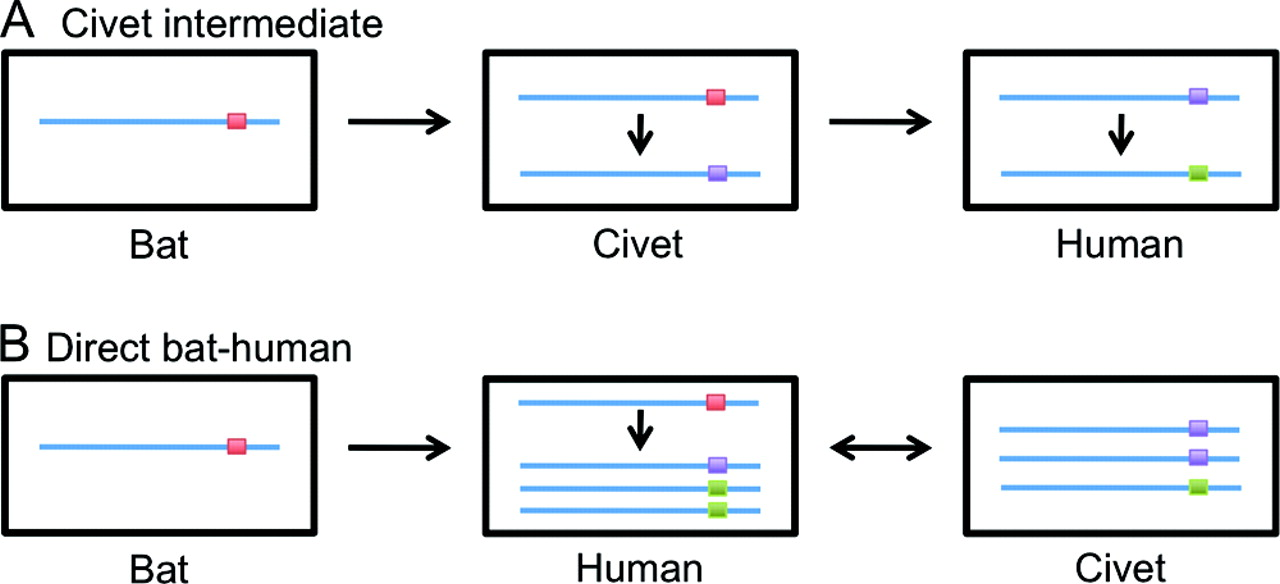 A Civet intermediate
Bat
Civet
Human
B Direct bat-human
Bat
Human
Civet